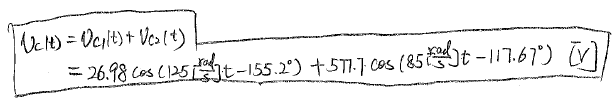 Vc(t) = Vc1(t) + Vc2(t)
= 26.98 cos (125 [rad/s] t - 155.2°) + 577.7 cos (85 [rad/s] t - 117.67°) [V]